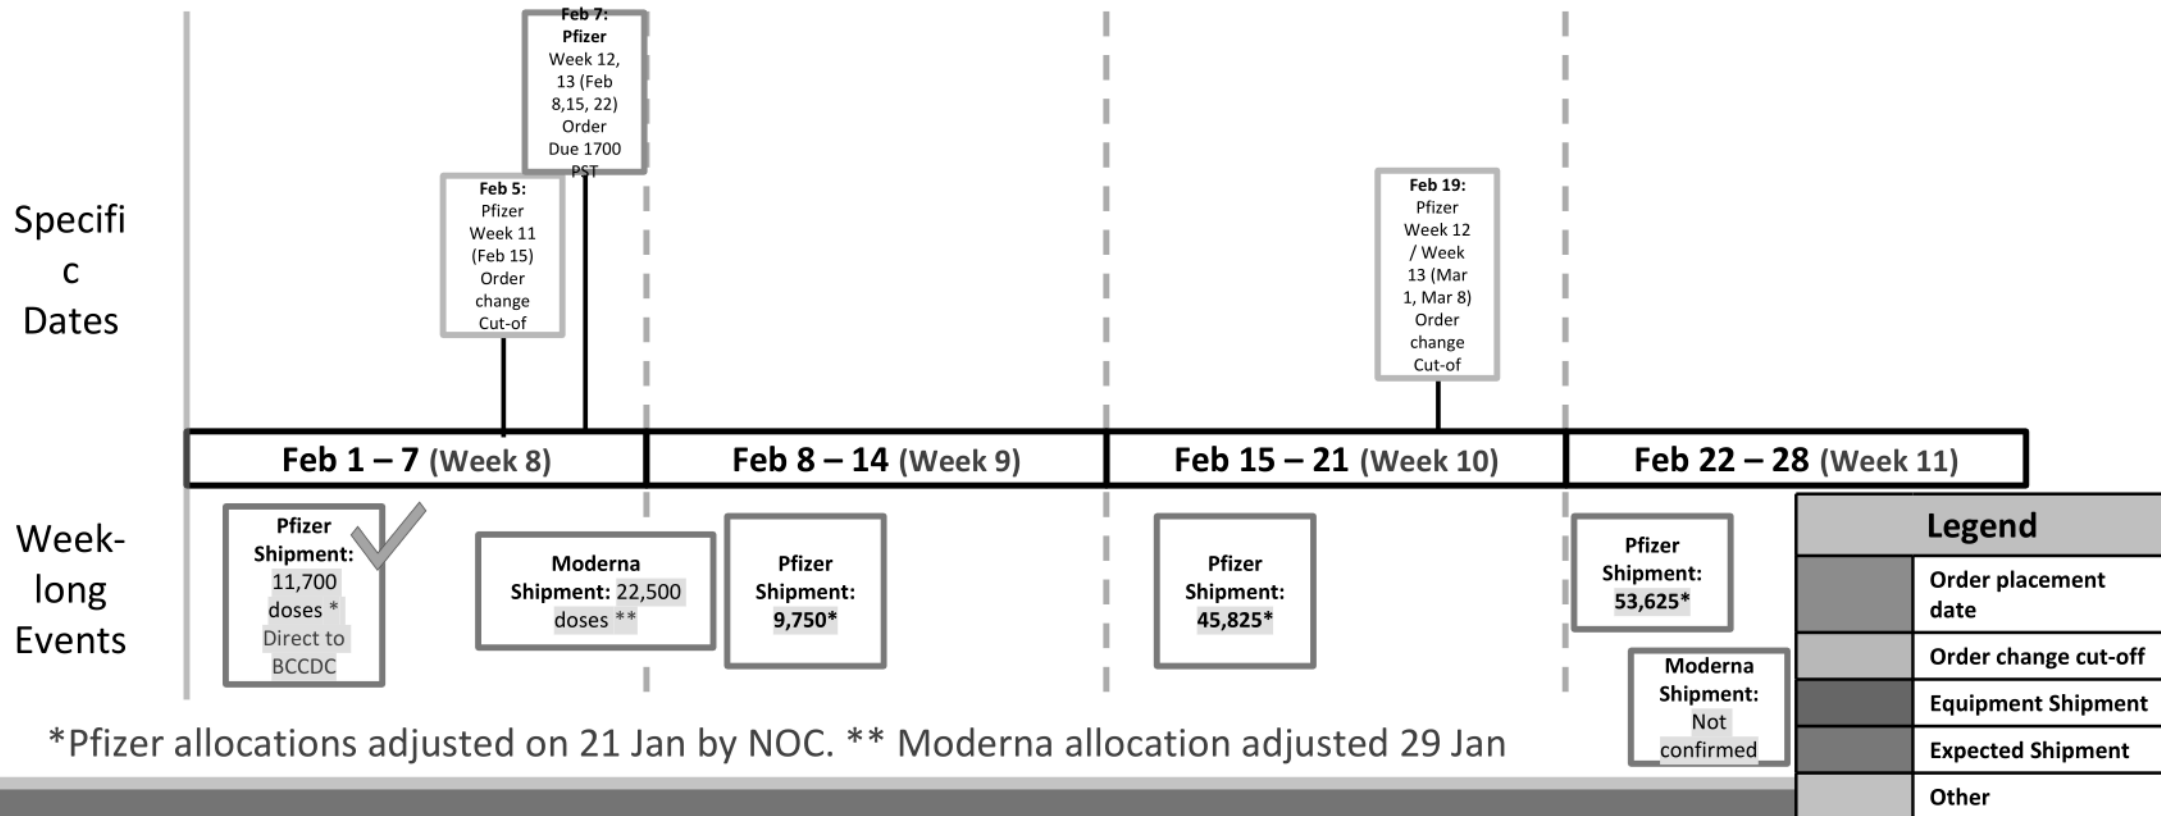 Feb 7:
Pfizer
Week 12,
13 (Feb
8,15, 22)
Order
Due 1700
PST
Feb 5:
Pfizer
Week 11
(Feb 15)
Order
change
Cut-of
Feb 19:
Pfizer
Week 12
/ Week
13 (Mar
1, Mar 8)
Order
change
Cut-of
Specifi
c
Dates
Feb 1 – 7 (Week 8)
Feb 8 – 14 (Week 9)
Feb 15 – 21 (Week 10)
Feb 22 – 28 (Week 11)
Week-
long
Events
Pfizer
Shipment:
11,700
doses *
Direct to
BCCDC
Moderna
Shipment: 22,500
doses **
Pfizer
Shipment:
9,750*
Pfizer
Shipment:
45,825*
Pfizer
Shipment:
53,625*
Moderna
Shipment:
Not
confirmed
Legend
Order placement
date
Order change cut-off
Equipment Shipment
Expected Shipment
Other
*Pfizer allocations adjusted on 21 Jan by NOC. ** Moderna allocation adjusted 29 Jan